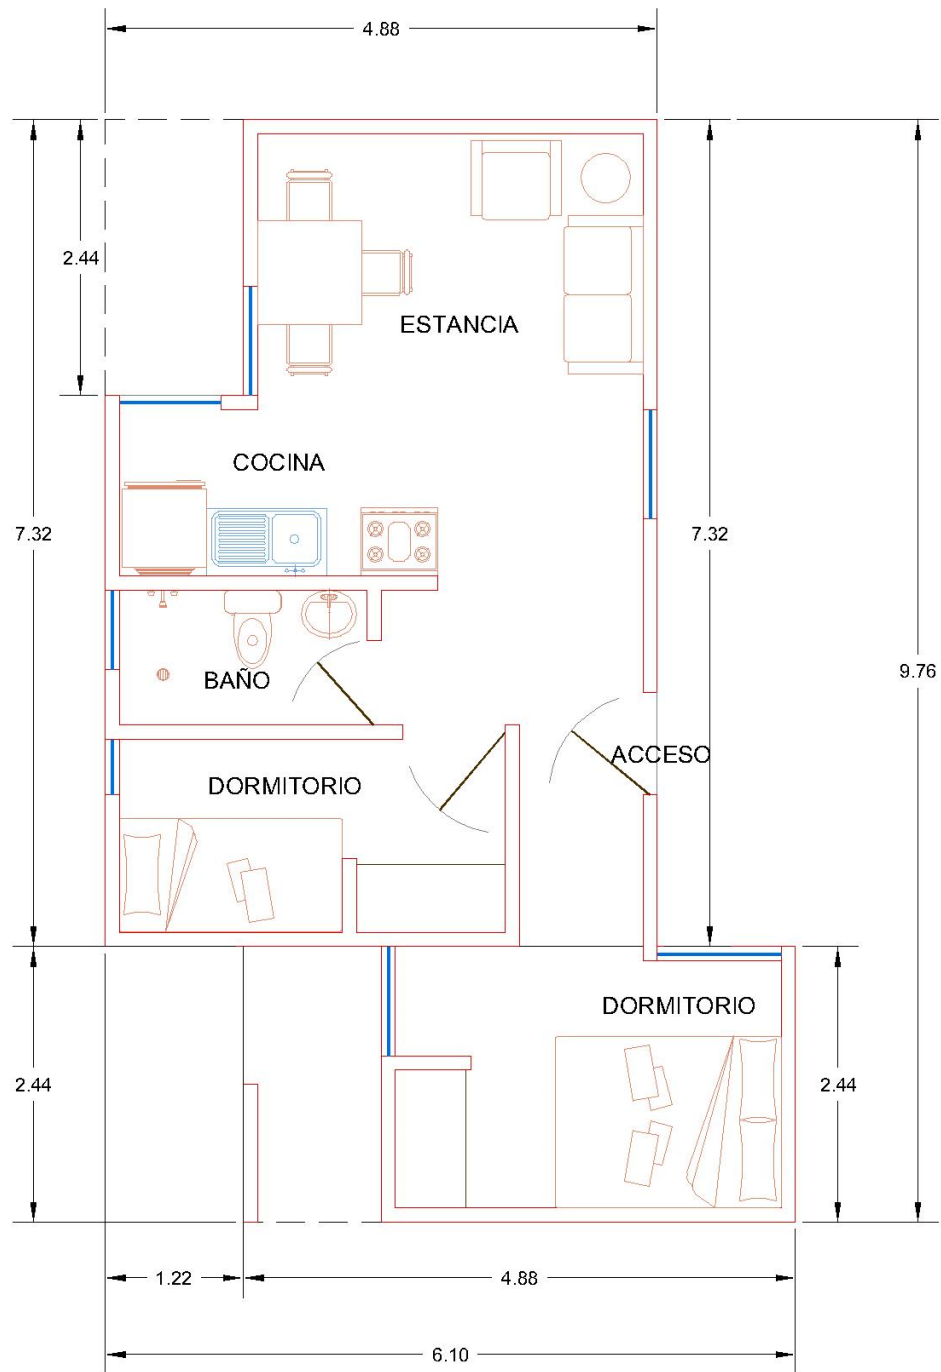 4.88
2.44
ESTANCIA
COCINA
7.32
7.32
9.76
BAÑO
ACCESO
DORMITORIO
DORMITORIO
2.44
2.44
1.22
4.88
6.10